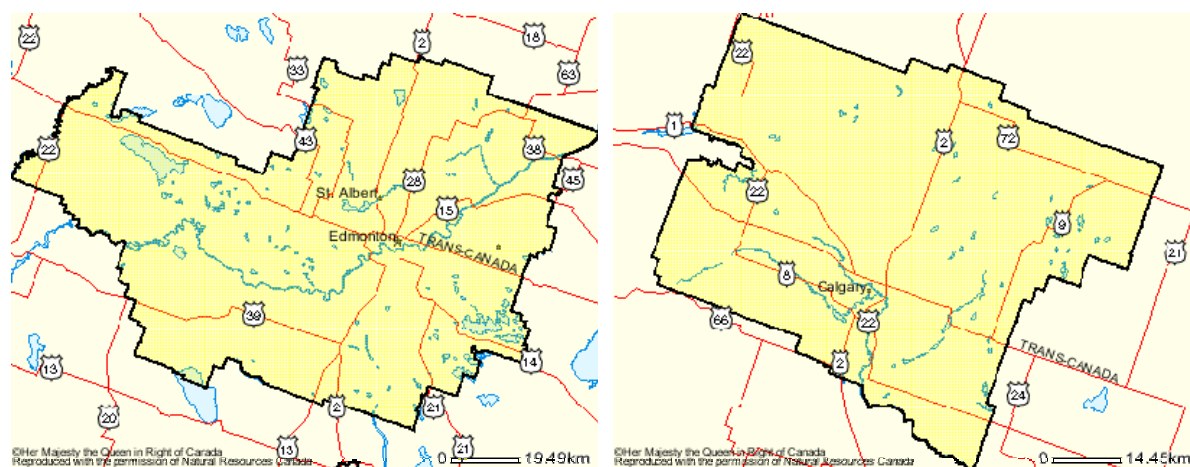 22
2
18
33
63
43
22
38
45
28
St. Albert
15
Edmonton
TRANS-CANADA
39
13
14
20
2
21
13
21
©Her Majesty the Queen in Right of Canada
Reproduced with the permission of Natural Resources Canada
0 19.49km
22
1
2
72
22
9
21
8
Calgary
66
22
2
TRANS-CANADA
24
©Her Majesty the Queen in Right of Canada
Reproduced with the permission of Natural Resources Canada
0 14.45km